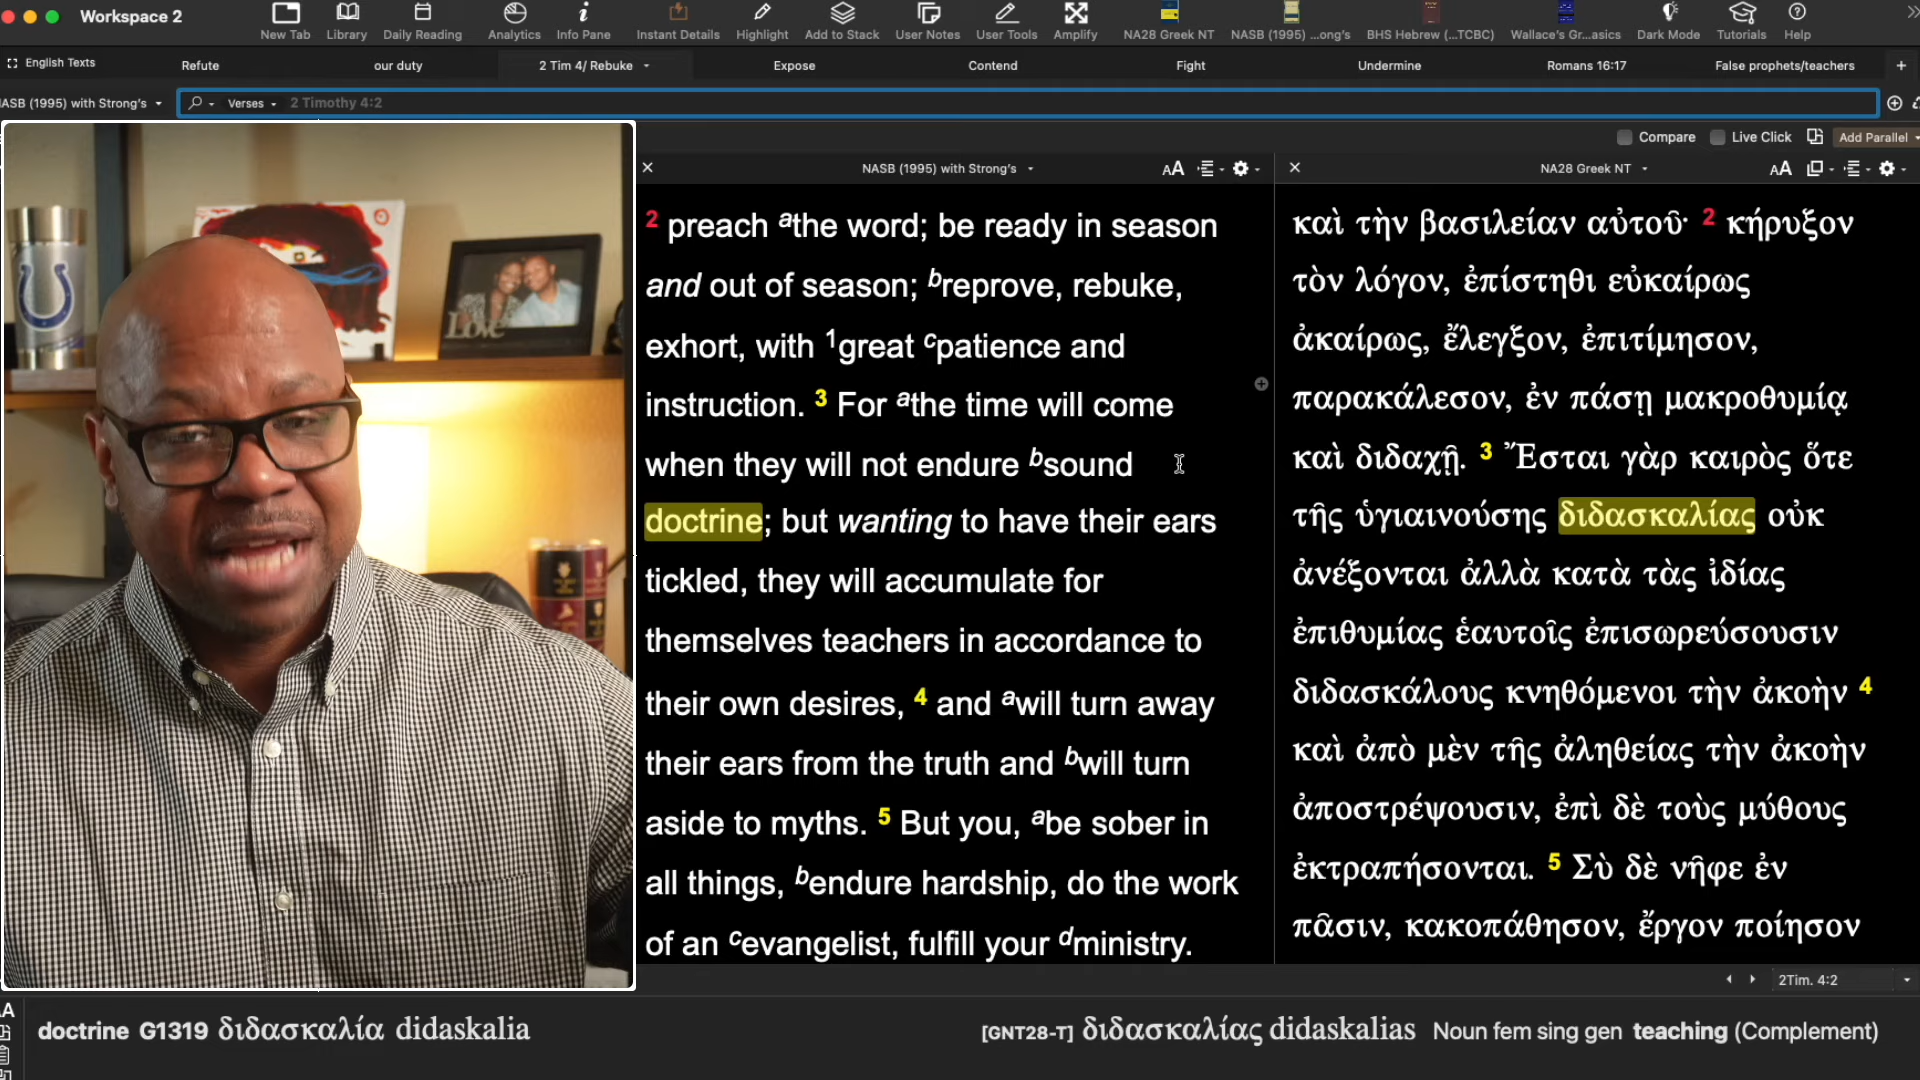 Workspace 2
New Tab
Library
Daily Reading
Analytics
Info Pane
Instant Details
Highlight
Add to Stack
User Notes
User Tools
Amplify
NA28 Greek NT
NASB (1995) ...ong's
BHS Hebrew (...TCBC)
Wallace's Gr...asics
Dark Mode
Tutorials
Help
English Texts
Refute
our duty
2 Tim 4/ Rebuke
Expose
Contend
Fight
Undermine
Romans 16:17
False prophets/teachers
ASB (1995) with Strong's
Verses
2 Timothy 4:2
Compare
Live Click
Add Parallel
NASB (1995) with Strong's
AA
2 preach athe word; be ready in season
and out of season; breprove, rebuke,
exhort, with 1great cpatience and
instruction. 3 For athe time will come
when they will not endure bsound
doctrine; but wanting to have their ears
tickled, they will accumulate for
themselves teachers in accordance to
their own desires, 4 and awill turn away
their ears from the truth and bwill turn
aside to myths. 5 But you, abe sober in
all things, bendure hardship, do the work
of an cevangelist, fulfill your dministry.
NA28 Greek NT
AA
καὶ τὴν βασιλείαν αὐτοῦ· 2 κήρυξον
τὸν λόγον, ἐπίστηθι εὐκαίρως
ἀκαίρως, ἔλεγξον, ἐπιτίμησον,
παρακάλεσον, ἐν πάσῃ μακροθυμίᾳ
καὶ διδαχῇ. 3 Ἔσται γὰρ καιρὸς ὅτε
τῆς ὑγιαινούσης διδασκαλίας οὐκ
ἀνέξονται ἀλλὰ κατὰ τὰς ἰδίας
ἐπιθυμίας ἑαυτοῖς ἐπισωρεύσουσιν
διδασκάλους κνηθόμενοι τὴν ἀκοὴν 4
καὶ ἀπὸ μὲν τῆς ἀληθείας τὴν ἀκοὴν
ἀποστρέψουσιν, ἐπὶ δὲ τοὺς μύθους
ἐκτραπήσονται. 5 Σὺ δὲ νῆφε ἐν
πᾶσιν, κακοπάθησον, ἔργον ποίησον
2Tim. 4:2
Love
doctrine G1319 διδασκαλία didaskalia
[GNT28-T] διδασκαλίας didaskalias Noun fem sing gen teaching (Complement)